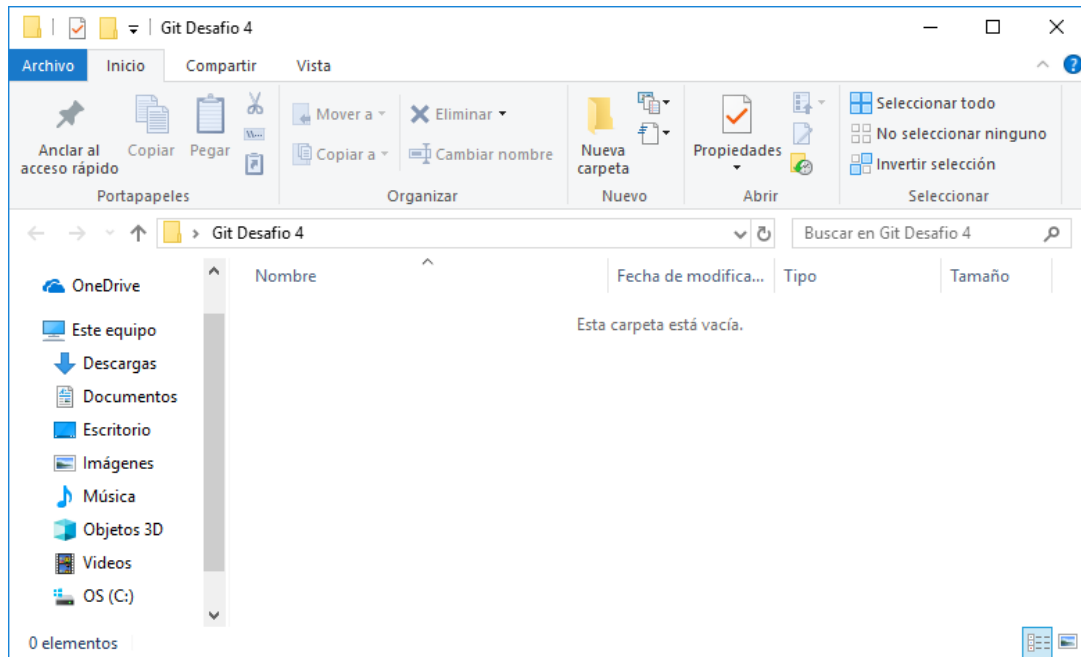 Git Desafio 4
Archivo Inicio Compartir Vista
Anclar al acceso rápido
Copiar
Pegar
Portapapeles
Mover a
Copiar a
Eliminar
Cambiar nombre
Organizar
Nueva carpeta
Nuevo
Propiedades
Abrir
Seleccionar todo
No seleccionar ninguno
Invertir selección
Seleccionar
Git Desafio 4
Buscar en Git Desafio 4
Nombre Fecha de modifica... Tipo Tamaño
Esta carpeta está vacía.
OneDrive
Este equipo
Descargas
Documentos
Escritorio
Imágenes
Música
Objetos 3D
Videos
OS (C:)
0 elementos